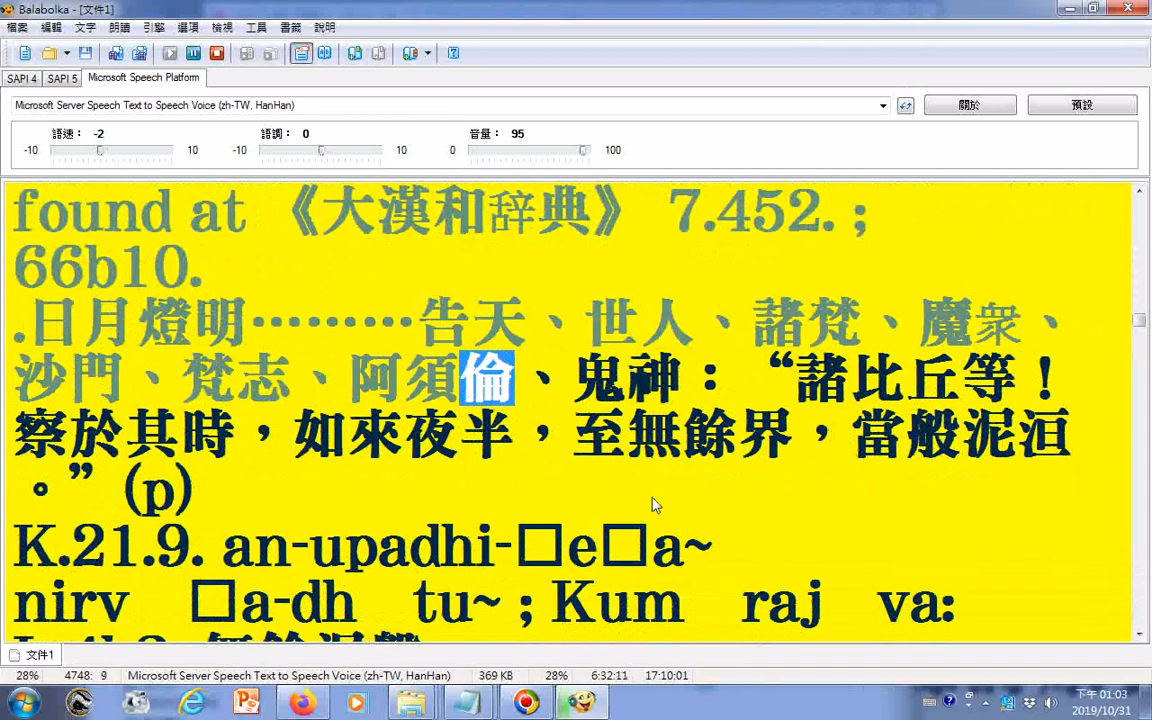 Balabolka - [文件1]
檔案 編輯 文字 朗讀 引擎 選項 檢視 工具 書籤 說明
SAPI 4 SAPI 5 Microsoft Speech Platform
Microsoft Server Speech Text to Speech Voice (zh-TW, HanHan) 關於 預設
語速： -2 語調： 0 音量： 95
-10 10 -10 10 0 100
found at 《大漢和辞典》 7.452. ;
66b10.
.日月燈明………告天、世人、諸梵、魔衆、
沙門、梵志、阿須倫、鬼神：“諸比丘等！
察於其時，如來夜半，至無餘界，當般泥洹
。” (p)
K.21.9. an-upadhi-□e□a~
nirv □a-dh tu~ ; Kum raj va:
文件1
28% 4748: 9 Microsoft Server Speech Text to Speech Voice (zh-TW, HanHan) 369 KB 28% 6:32:11 17:10:01
下午 01:03
2019/10/31